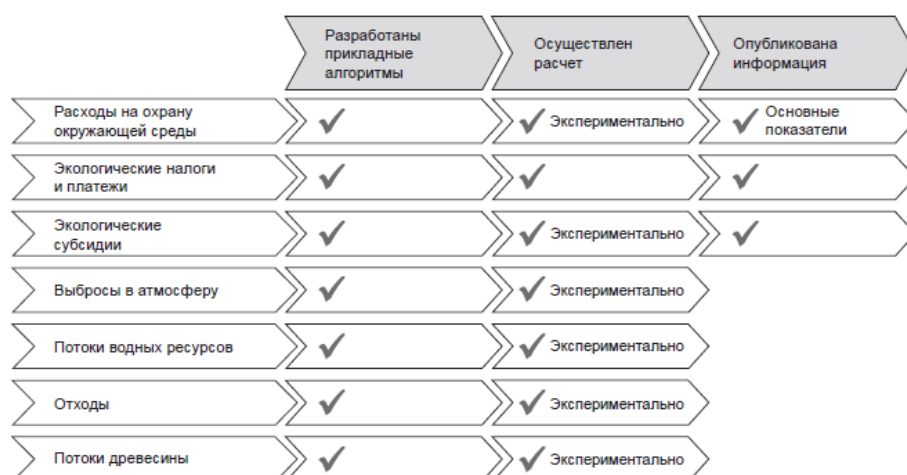 Разработаны
прикладные
алгоритмы
Осуществлен
расчет
Опубликована
информация
Расходы на охрану
окружающей среды
Экспериментально
Основные
показатели
Экологические налоги
и платежи
Экологические
субсидии
Экспериментально
Выбросы в атмосферу
Экспериментально
Потоки водных ресурсов
Экспериментально
Отходы
Экспериментально
Потоки древесины
Экспериментально